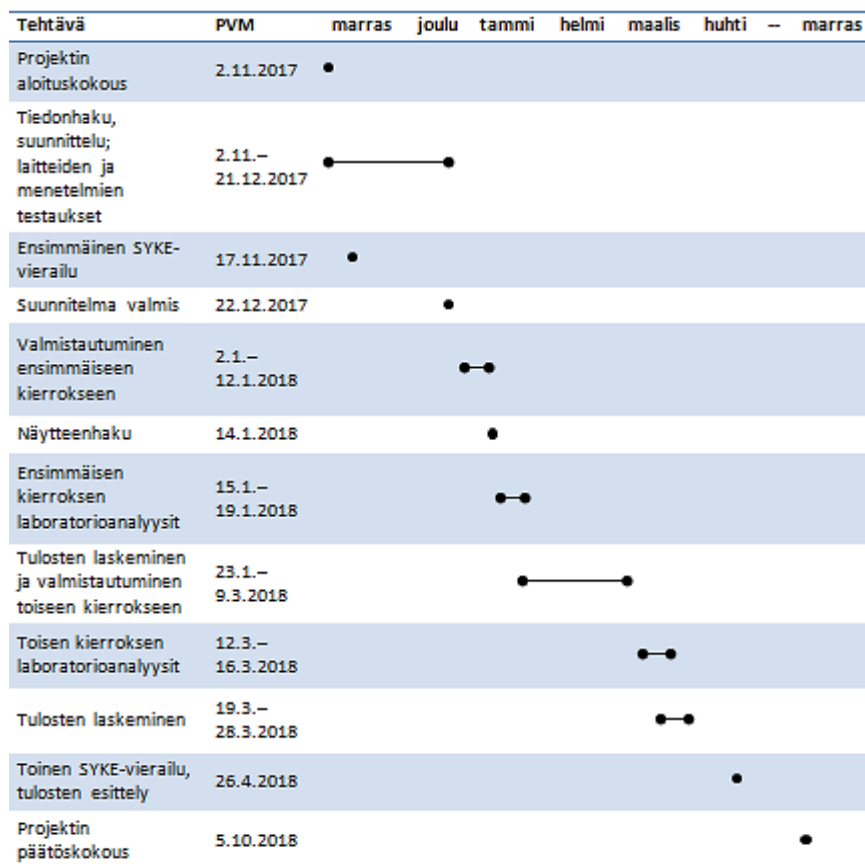 Tehtävä PVM marras joulu tammi helmi maalis huhti -- marras
Projektin
aloituskokous
2.11.2017
Tiedonhaku,
suunnittelu;
laitteiden ja
menetelmien
testaukset
2.11.–
21.12.2017
Ensimmäinen SYKE-
vierailu
17.11.2017
Suunnitelma valmis 22.12.2017
Valmistautuminen
ensimmäiseen
kierrokseen
2.1.–
12.1.2018
Näytteenhaku 14.1.2018
Ensimmäisen
kierroksen
laboratorioanalyysit
15.1.–
19.1.2018
Tulosten laskeminen
ja valmistautuminen
toiseen kierrokseen
23.1.–
9.3.2018
Toisen kierroksen
laboratorioanalyysit
12.3.–
16.3.2018
Tulosten laskeminen
19.3.–
28.3.2018
Toinen SYKE-vierailu,
tulosten esittely
26.4.2018
Projektin
päätöskokous
5.10.2018